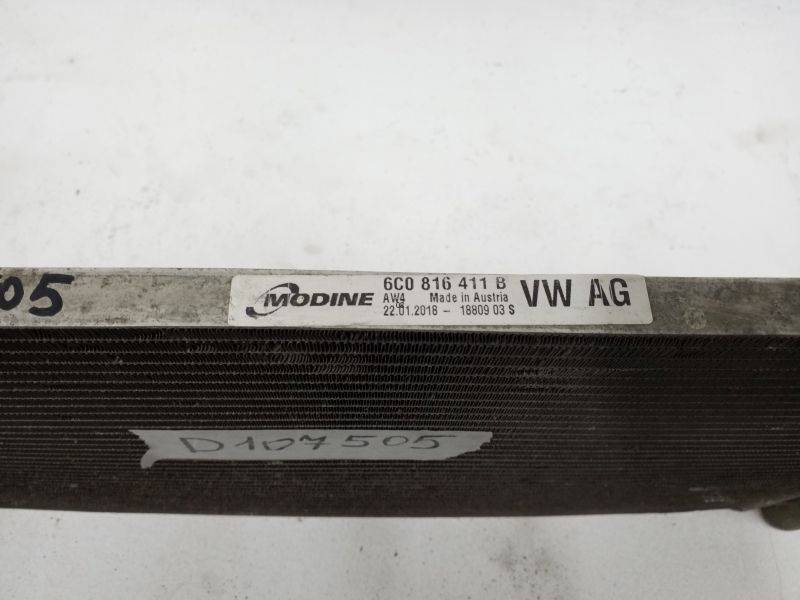 05
MODINE
6C0 816 411 B
AW4 Made in Austria
22.01.2018 - 18809 03 S
VW AG
D107505